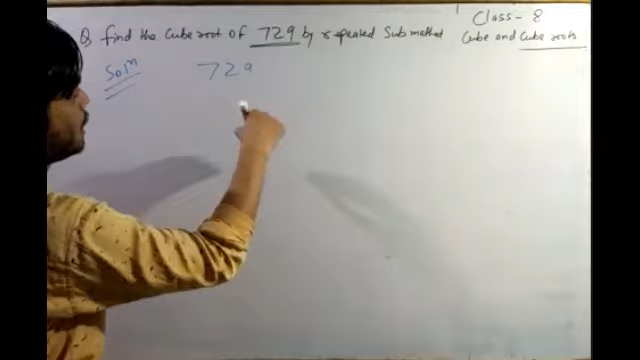 Class - 8
Q find the Cube root of 729 by repeated Sub method Cube and Cube roots
Solⁿ 729